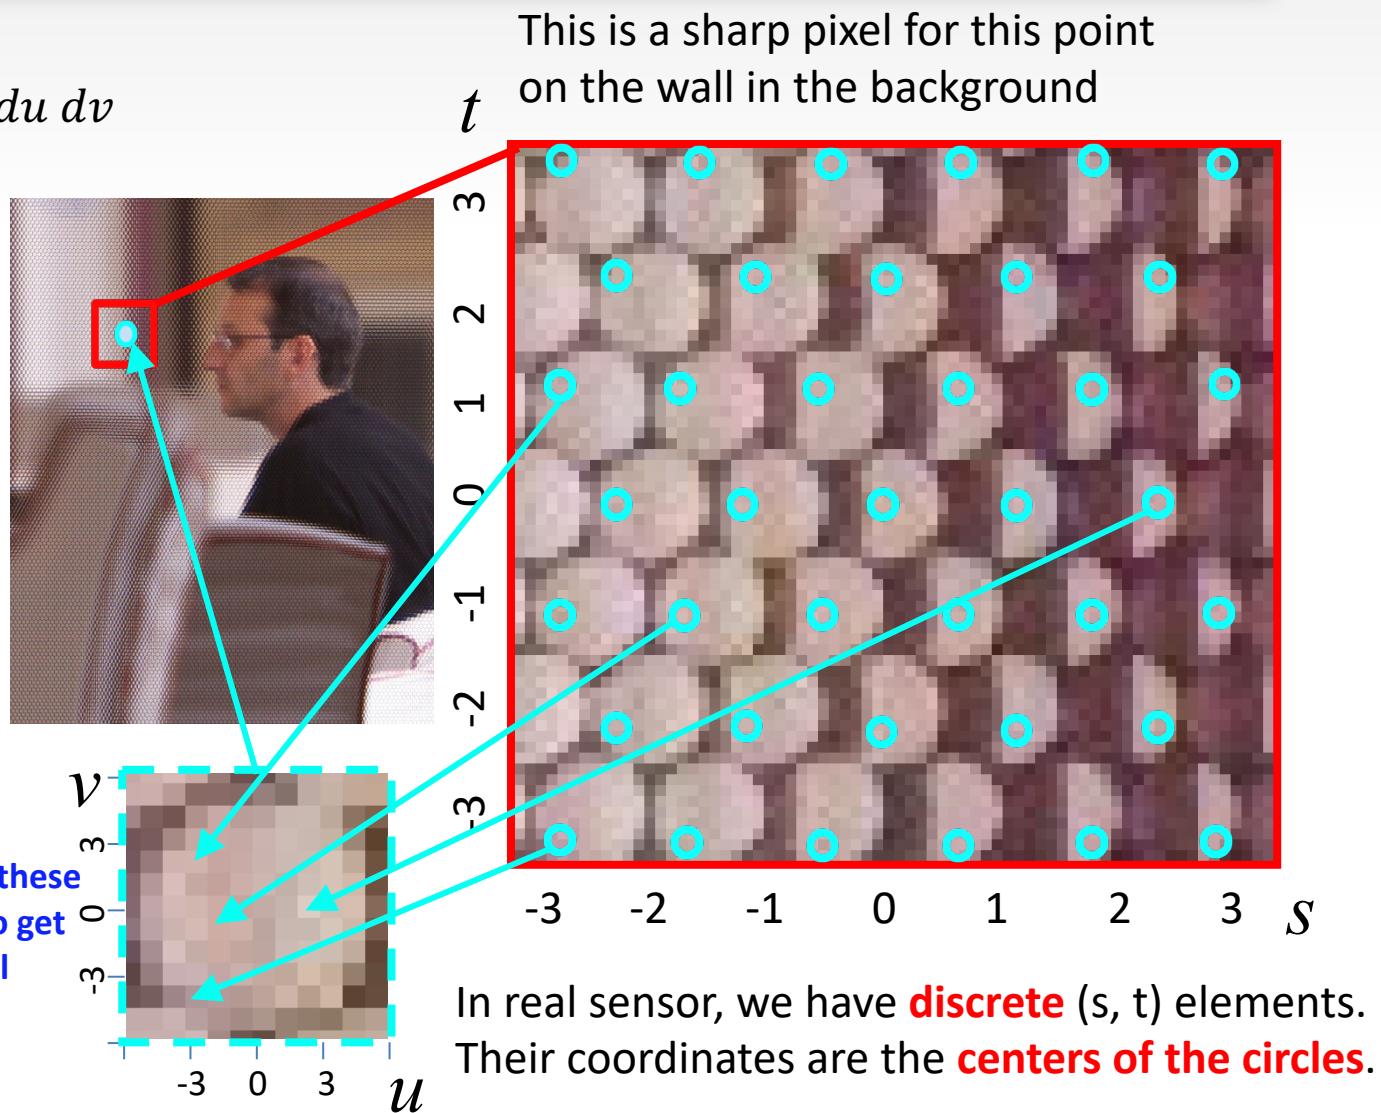 This is a sharp pixel for this point
on the wall in the background
du dv
t
3
2
1
0
-1
-2
-3
-3 -2 -1 0 1 2 3 s
v
3
0
-3
-3 0 3 u
these
get
In real sensor, we have discrete (s, t) elements.
Their coordinates are the centers of the circles.